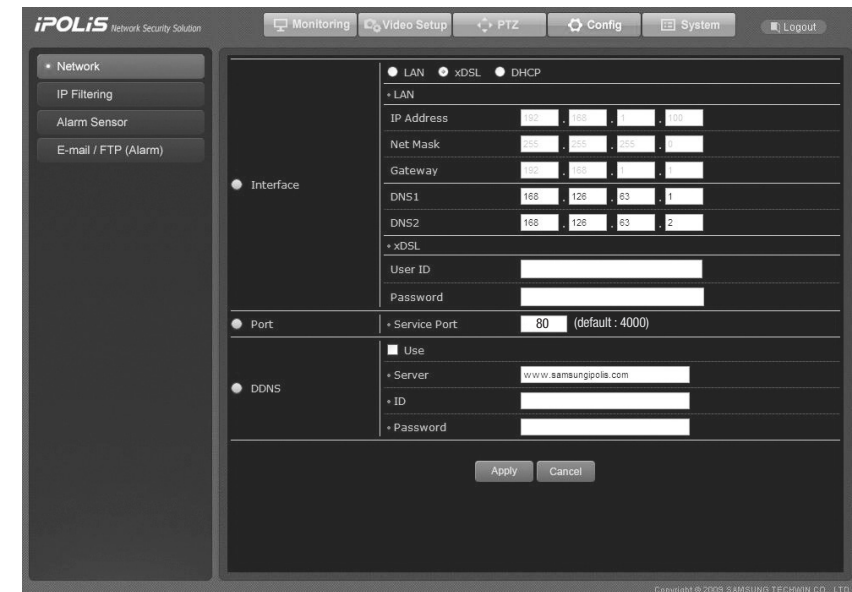 iPOLiS Network Security Solution
Monitoring Video Setup PTZ Config System Logout
Network
IP Filtering
Alarm Sensor
E-mail / FTP (Alarm)
LAN xDSL DHCP
LAN
IP Address 192 . 168 . 1 . 100
Net Mask 255 . 255 . 255 . 0
Gateway 192 . 168 . 1 . 1
Interface
DNS1 168 . 126 . 63 . 1
DNS2 168 . 126 . 63 . 2
xDSL
User ID
Password
Port Service Port 80 (default : 4000)
Use
Server www.samsungipolis.com
DDNS
ID
Password
Apply Cancel
Copyright © 2009 SAMSUNG TECHWIN CO., LTD